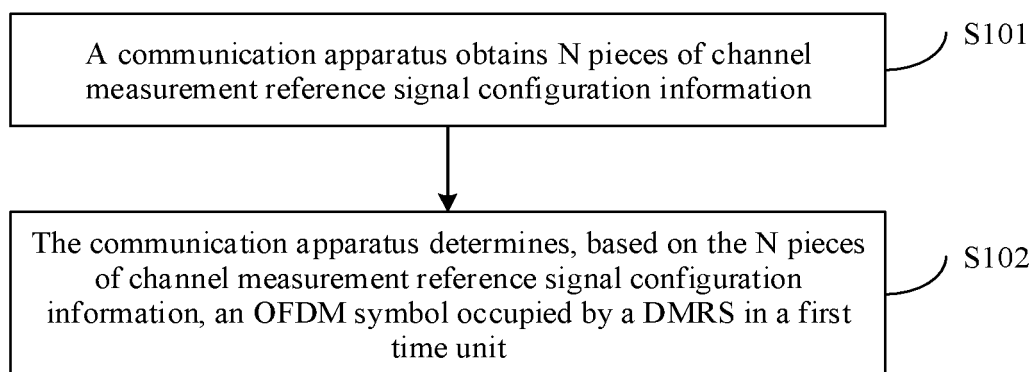 A communication apparatus obtains N pieces of channel
measurement reference signal configuration information
S101
The communication apparatus determines, based on the N pieces
of channel measurement reference signal configuration
information, an OFDM symbol occupied by a DMRS in a first
time unit
S102